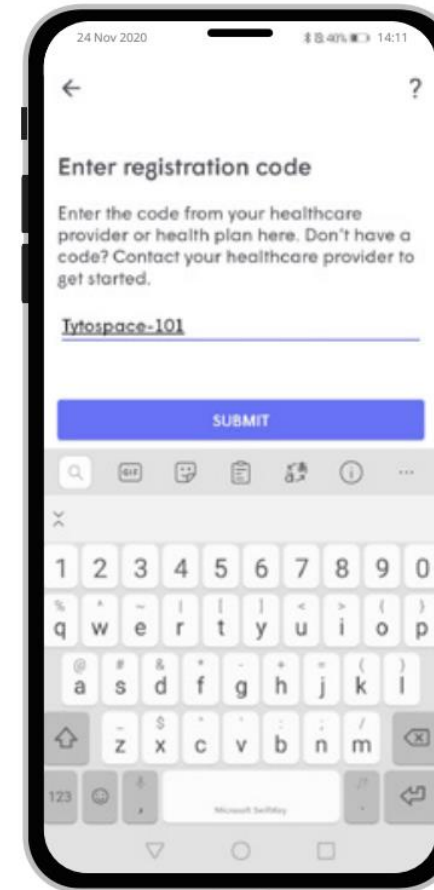 24 Nov 2020 40% 14:11
?
Enter registration code
Enter the code from your healthcare
provider or health plan here. Don't have a
code? Contact your healthcare provider to
get started.
Tytospace-101
SUBMIT
GIF
1 2 3 4 5 6 7 8 9 0
q w e r t y u i o p
a s d f g h j k l
z x c v b n m
123 , Microsoft SwiftKey .